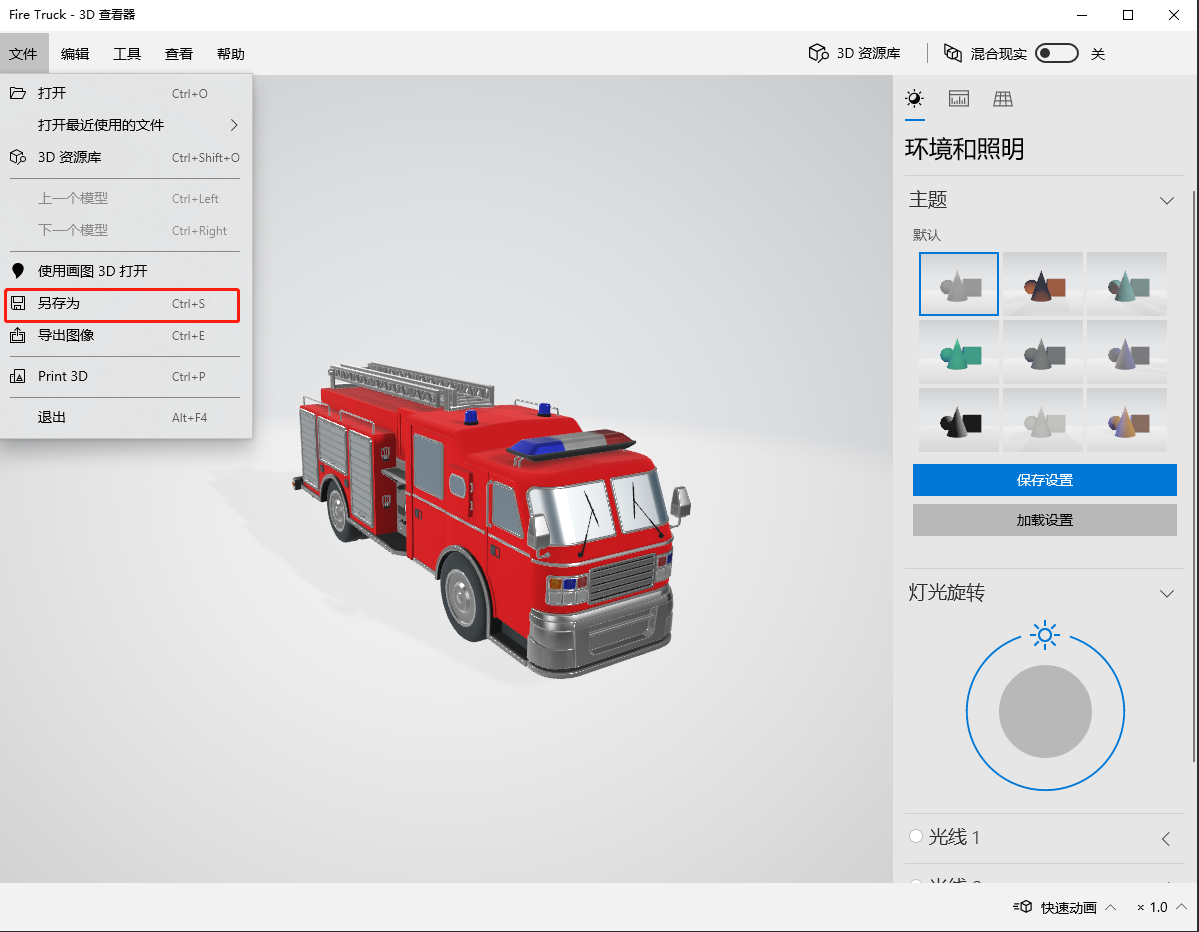 Fire Truck - 3D 查看器
文件 编辑 工具 查看 帮助
3D 资源库 混合现实 关
打开 Ctrl+O
打开最近使用的文件
3D 资源库 Ctrl+Shift+O
上一个模型 Ctrl+Left
下一个模型 Ctrl+Right
使用画图 3D 打开
另存为 Ctrl+S
导出图像 Ctrl+E
Print 3D Ctrl+P
退出 Alt+F4
环境和照明
主题
默认
保存设置
加载设置
灯光旋转
光线 1
快速动画 × 1.0